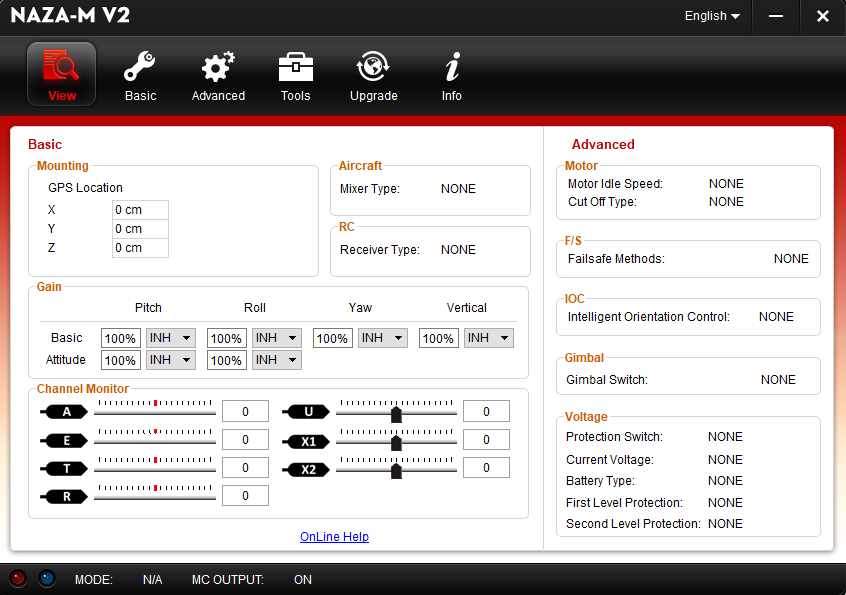 NAZA-M V2
English
View
Basic
Advanced
Tools
Upgrade
Info
Basic
Mounting
GPS Location
X 0 cm
Y 0 cm
Z 0 cm
Aircraft
Mixer Type: NONE
RC
Receiver Type: NONE
Gain
Pitch Roll Yaw Vertical
Basic 100% INH 100% INH 100% INH 100% INH
Attitude 100% INH 100% INH
Channel Monitor
A 0 U 0
E 0 X1 0
T 0 X2 0
R 0
OnLine Help
Advanced
Motor
Motor Idle Speed: NONE
Cut Off Type: NONE
F/S
Failsafe Methods: NONE
IOC
Intelligent Orientation Control: NONE
Gimbal
Gimbal Switch: NONE
Voltage
Protection Switch: NONE
Current Voltage: NONE
Battery Type: NONE
First Level Protection: NONE
Second Level Protection: NONE
MODE: N/A MC OUTPUT: ON